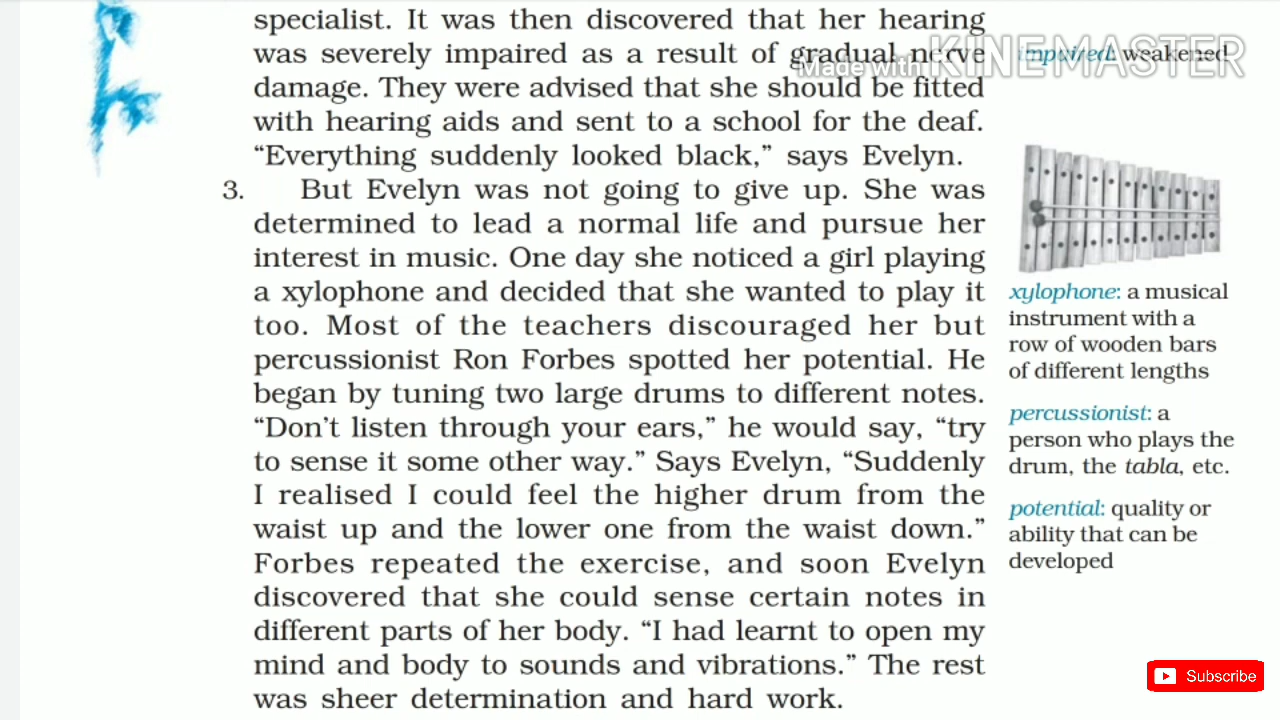 specialist. It was then discovered that her hearing
was severely impaired as a result of gradual nerve
damage. They were advised that she should be fitted
with hearing aids and sent to a school for the deaf.
“Everything suddenly looked black,” says Evelyn.
3. But Evelyn was not going to give up. She was
determined to lead a normal life and pursue her
interest in music. One day she noticed a girl playing
a xylophone and decided that she wanted to play it
too. Most of the teachers discouraged her but
percussionist Ron Forbes spotted her potential. He
began by tuning two large drums to different notes.
“Don’t listen through your ears,” he would say, “try
to sense it some other way.” Says Evelyn, “Suddenly
I realised I could feel the higher drum from the
waist up and the lower one from the waist down.”
Forbes repeated the exercise, and soon Evelyn
discovered that she could sense certain notes in
different parts of her body. “I had learnt to open my
mind and body to sounds and vibrations.” The rest
was sheer determination and hard work.
impaired: weakened
Made with KINEMASTER
xylophone: a musical
instrument with a
row of wooden bars
of different lengths
percussionist: a
person who plays the
drum, the tabla, etc.
potential: quality or
ability that can be
developed
Subscribe